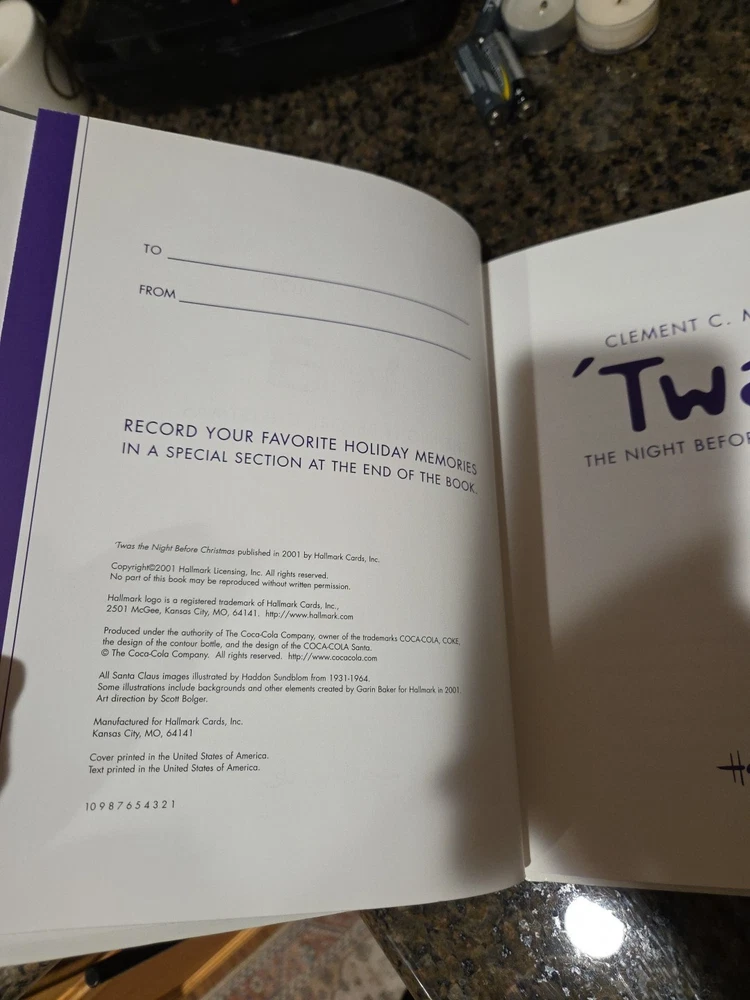 TO
FROM
RECORD YOUR FAVORITE HOLIDAY MEMORIES
IN A SPECIAL SECTION AT THE END OF THE BOOK.
'Twas the Night Before Christmas published in 2001 by Hallmark Cards, Inc.
Copyright©2001 Hallmark Licensing, Inc. All rights reserved.
No part of this book may be reproduced without written permission.
Hallmark logo is a registered trademark of Hallmark Cards, Inc.,
2501 McGee, Kansas City, MO, 64141. http://www.hallmark.com
Produced under the authority of The Coca-Cola Company, owner of the trademarks COCA-COLA, COKE,
the design of the contour bottle, and the design of the COCA-COLA Santa.
© The Coca-Cola Company. All rights reserved. http://www.cocacola.com
All Santa Claus images illustrated by Haddon Sundblom from 1931-1964.
Some illustrations include backgrounds and other elements created by Garin Baker for Hallmark in 2001.
Art direction by Scott Bolger.
Manufactured for Hallmark Cards, Inc.
Kansas City, MO, 64141
Cover printed in the United States of America.
Text printed in the United States of America.
10 9 8 7 6 5 4 3 2 1
CLEMENT C. M
'Twa
THE NIGHT BEFOR
Ha